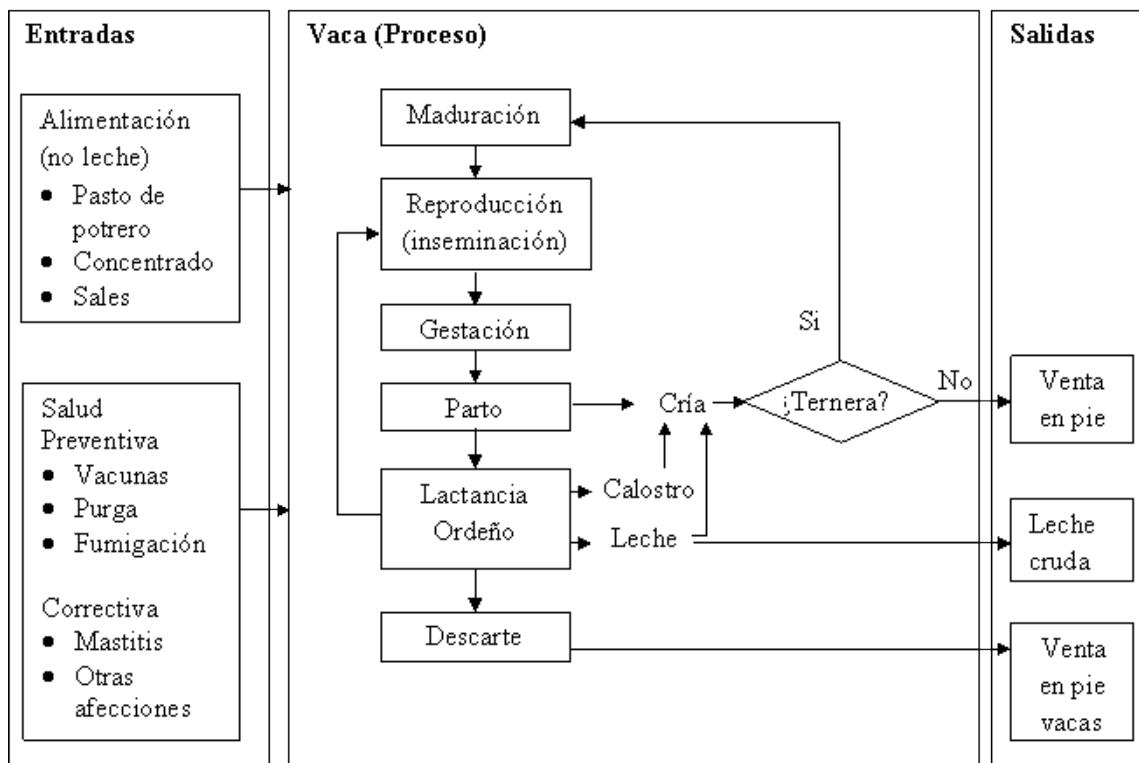 Entradas
Alimentación
(no leche)
● Pasto de
potrero
● Concentrado
● Sales
Salud
Preventiva
● Vacunas
● Purga
● Fumigación
Correctiva
● Mastitis
● Otras
afecciones
Vaca (Proceso)
Maduración
Reproducción
(inseminación)
Gestación
Parto
Cría
¿Ternera?
Si
No
Lactancia
Ordeño
Calostro
Leche
Descarte
Salidas
Venta
en pie
Leche
cruda
Venta
en pie
vacas